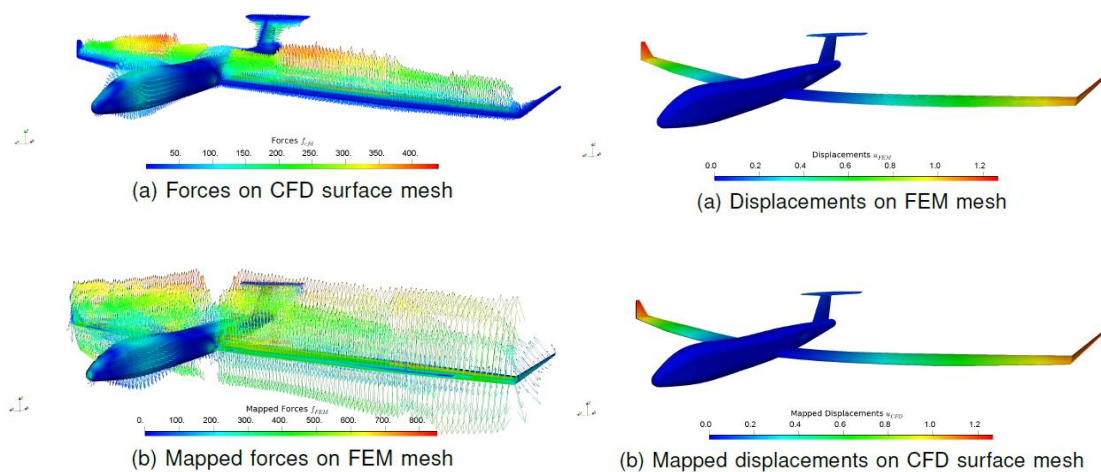 Forces f_cfd
50. 100. 150. 200. 250. 300. 350. 400.
(a) Forces on CFD surface mesh
Displacements u_FEM
0.0 0.2 0.4 0.6 0.8 1.0 1.2
(a) Displacements on FEM mesh
Mapped Forces f_FEM
0. 100. 200. 300. 400. 500. 600. 700. 800.
(b) Mapped forces on FEM mesh
Mapped Displacements u_CFD
0.0 0.2 0.4 0.6 0.8 1.0 1.2
(b) Mapped displacements on CFD surface mesh